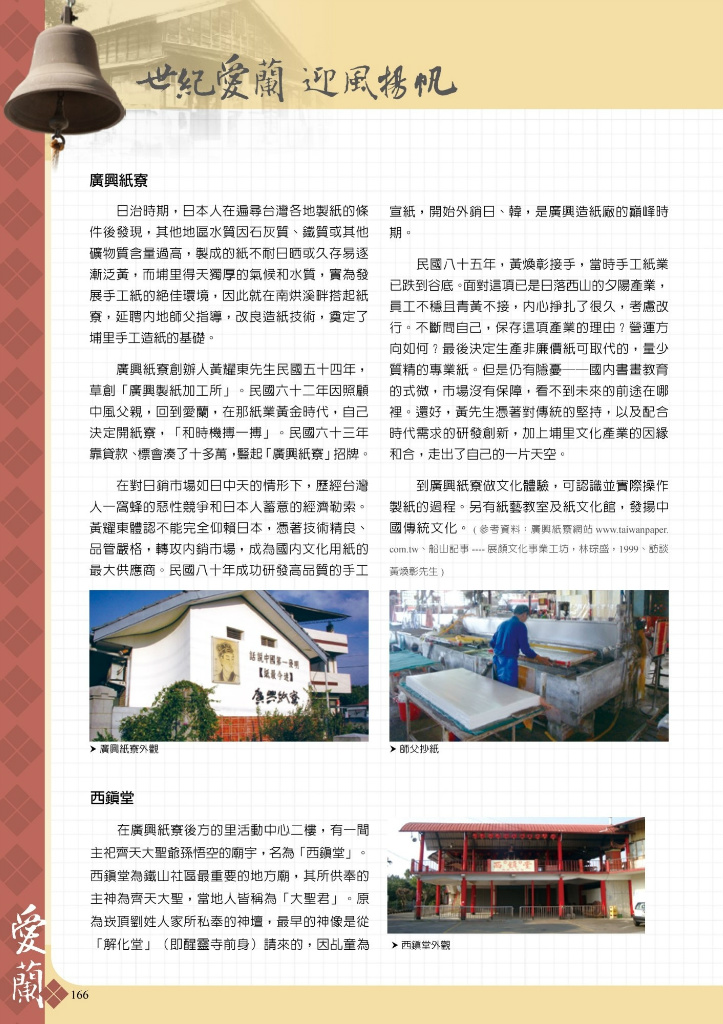 世紀愛蘭 迎風揚帆
廣興紙寮
日治時期，日本人在遍尋台灣各地製紙的條
件後發現，其他地區水質因石灰質、鐵質或其他
礦物質含量過高，製成的紙不耐日晒或久存易逐
漸泛黃，而埔里得天獨厚的氣候和水質，實為發
展手工紙的絕佳環境，因此就在南烘溪畔搭起紙
寮，延聘內地師父指導，改良造紙技術，奠定了
埔里手工造紙的基礎。
廣興紙寮創辦人黃耀東先生民國五十四年，
草創「廣興製紙加工所」。民國六十二年因照顧
中風父親，回到愛蘭，在那紙業黃金時代，自己
決定開紙寮，「和時機搏一搏」。民國六十三年
靠貸款、標會湊了十多萬，豎起「廣興紙寮」招牌。
在對日銷市場如日中天的情形下，歷經台灣
人一窩蜂的惡性競爭和日本人蓄意的經濟勒索。
黃耀東體認不能完全仰賴日本，憑著技術精良、
品管嚴格，轉攻內銷市場，成為國內文化用紙的
最大供應商。民國八十年成功研發高品質的手工
宣紙，開始外銷日、韓，是廣興造紙廠的巔峰時
期。
民國八十五年，黃煥彰接手，當時手工紙業
已跌到谷底。面對這項已是日落西山的夕陽產業，
員工不穩且青黃不接，內心掙扎了很久，考慮改
行。不斷問自己，保存這項產業的理由？營運方
向如何？最後決定生產非廉價紙可取代的，量少
質精的專業紙。但是仍有隱憂──國內書畫教育
的式微，市場沒有保障，看不到未來的前途在哪
裡。還好，黃先生憑著對傳統的堅持，以及配合
時代需求的研發創新，加上埔里文化產業的因緣
和合，走出了自己的一片天空。
到廣興紙寮做文化體驗，可認識並實際操作
製紙的過程。另有紙藝教室及紙文化館，發揚中
國傳統文化。( 參考資料：廣興紙寮網站 www.taiwanpaper.
com.tw、船山記事 ---- 展顏文化事業工坊，林琮盛，1999、訪談
黃煥彰先生 )
話說中國第一發明
【紙最今述】
廣興紙寮
➤ 廣興紙寮外觀
➤ 師父抄紙
西鎮堂
在廣興紙寮後方的里活動中心二樓，有一間
主祀齊天大聖爺孫悟空的廟宇，名為「西鎮堂」。
西鎮堂為鐵山社區最重要的地方廟，其所供奉的
主神為齊天大聖，當地人皆稱為「大聖君」。原
為崁頂劉姓人家所私奉的神壇，最早的神像是從
「解化堂」（即醒靈寺前身）請來的，因乩童為
➤ 西鎮堂外觀
愛蘭
166